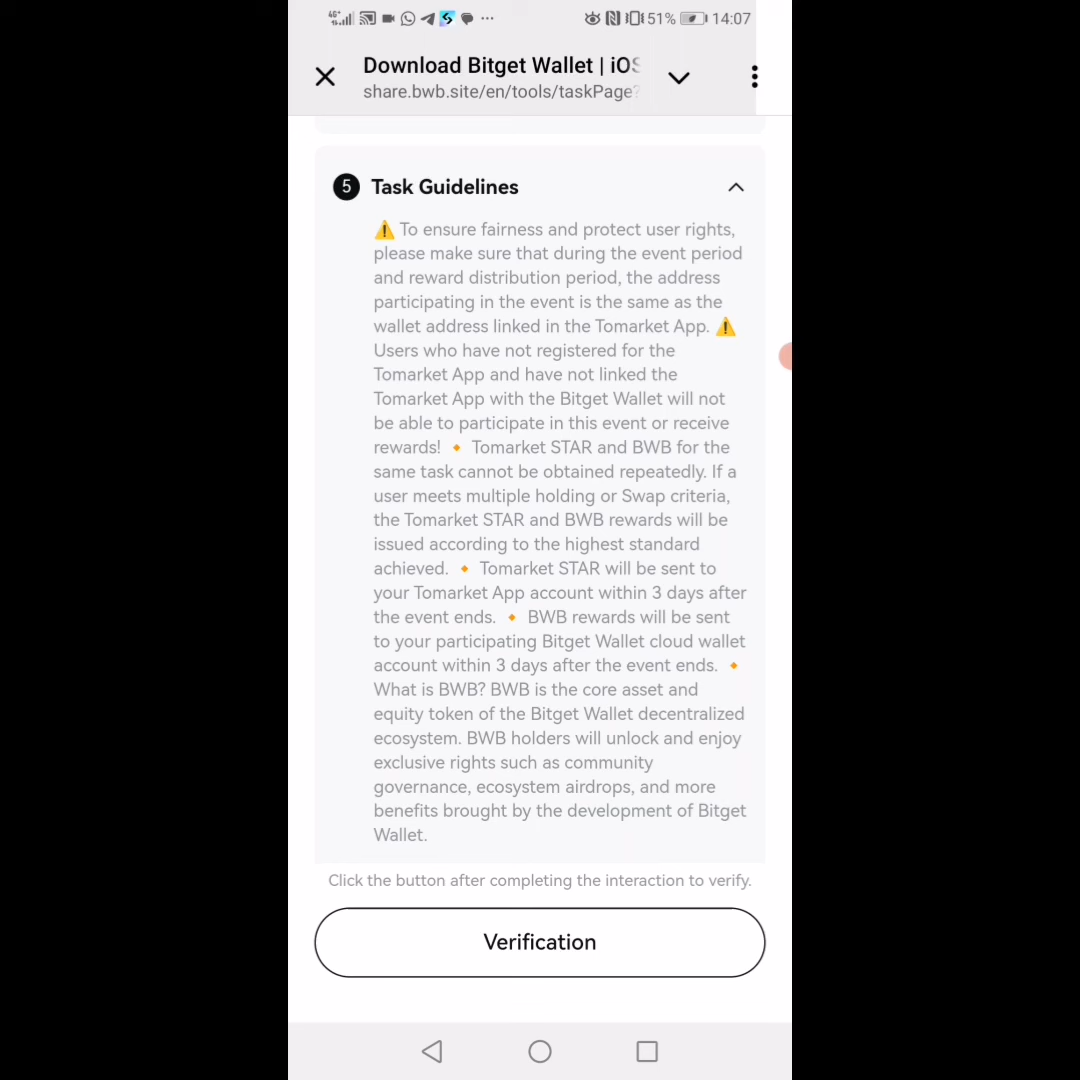 4G+ 51% 14:07
Download Bitget Wallet | iOS
share.bwb.site/en/tools/taskPage?
5 Task Guidelines
⚠️ To ensure fairness and protect user rights,
please make sure that during the event period
and reward distribution period, the address
participating in the event is the same as the
wallet address linked in the Tomarket App. ⚠️
Users who have not registered for the
Tomarket App and have not linked the
Tomarket App with the Bitget Wallet will not
be able to participate in this event or receive
rewards! 🔸 Tomarket STAR and BWB for the
same task cannot be obtained repeatedly. If a
user meets multiple holding or Swap criteria,
the Tomarket STAR and BWB rewards will be
issued according to the highest standard
achieved. 🔸 Tomarket STAR will be sent to
your Tomarket App account within 3 days after
the event ends. 🔸 BWB rewards will be sent
to your participating Bitget Wallet cloud wallet
account within 3 days after the event ends. 🔸
What is BWB? BWB is the core asset and
equity token of the Bitget Wallet decentralized
ecosystem. BWB holders will unlock and enjoy
exclusive rights such as community
governance, ecosystem airdrops, and more
benefits brought by the development of Bitget
Wallet.
Click the button after completing the interaction to verify.
Verification